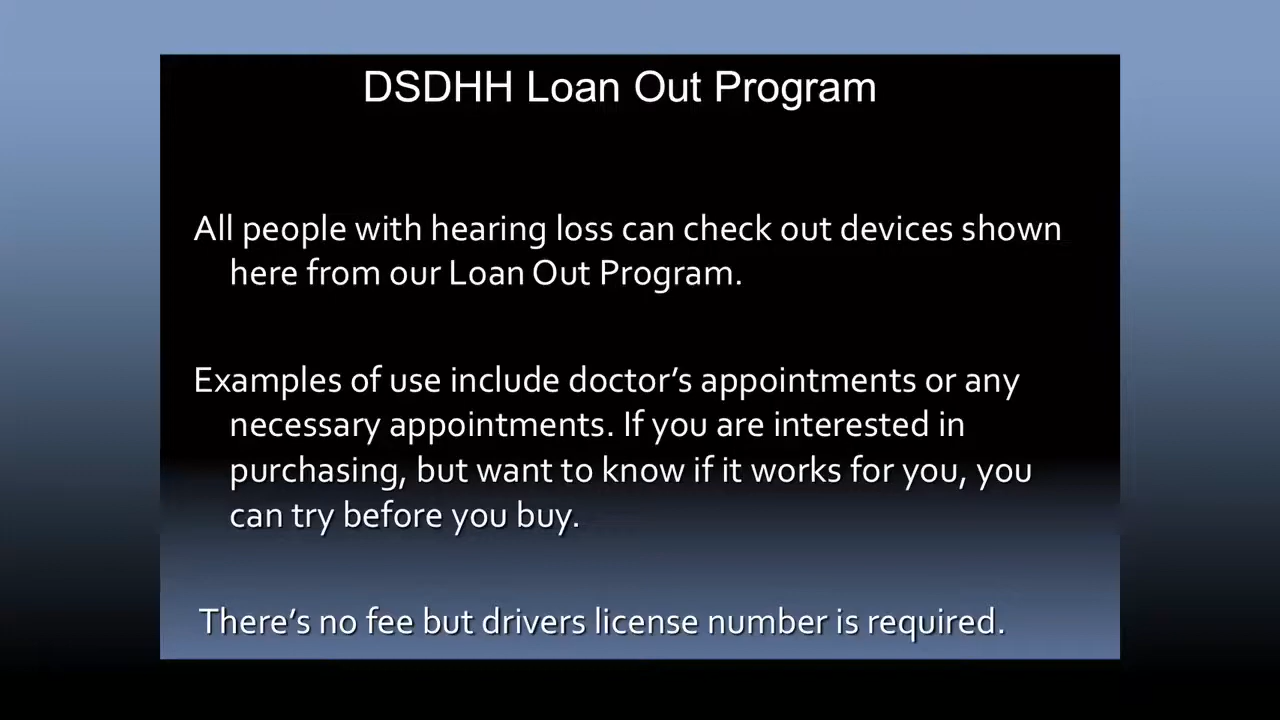 DSDHH Loan Out Program
All people with hearing loss can check out devices shown
here from our Loan Out Program.
Examples of use include doctor’s appointments or any
necessary appointments. If you are interested in
purchasing, but want to know if it works for you, you
can try before you buy.
There’s no fee but drivers license number is required.